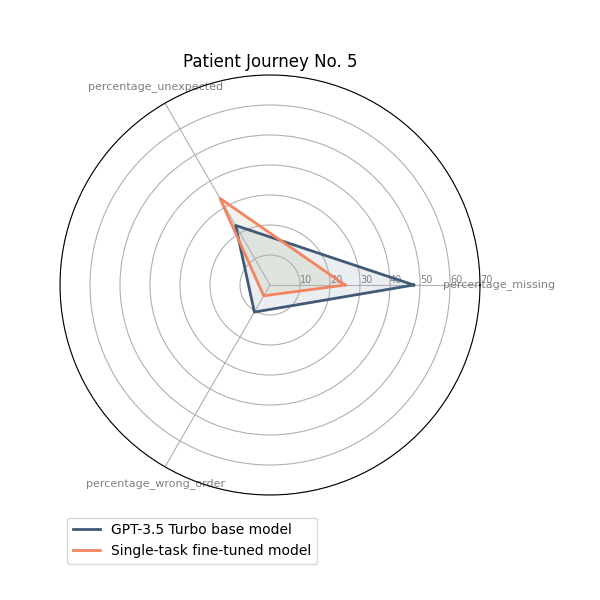 Patient Journey No. 5
percentage_unexpected
10 20 30 40 50 60 70
percentage_missing
percentage_wrong_order
GPT-3.5 Turbo base model
Single-task fine-tuned model